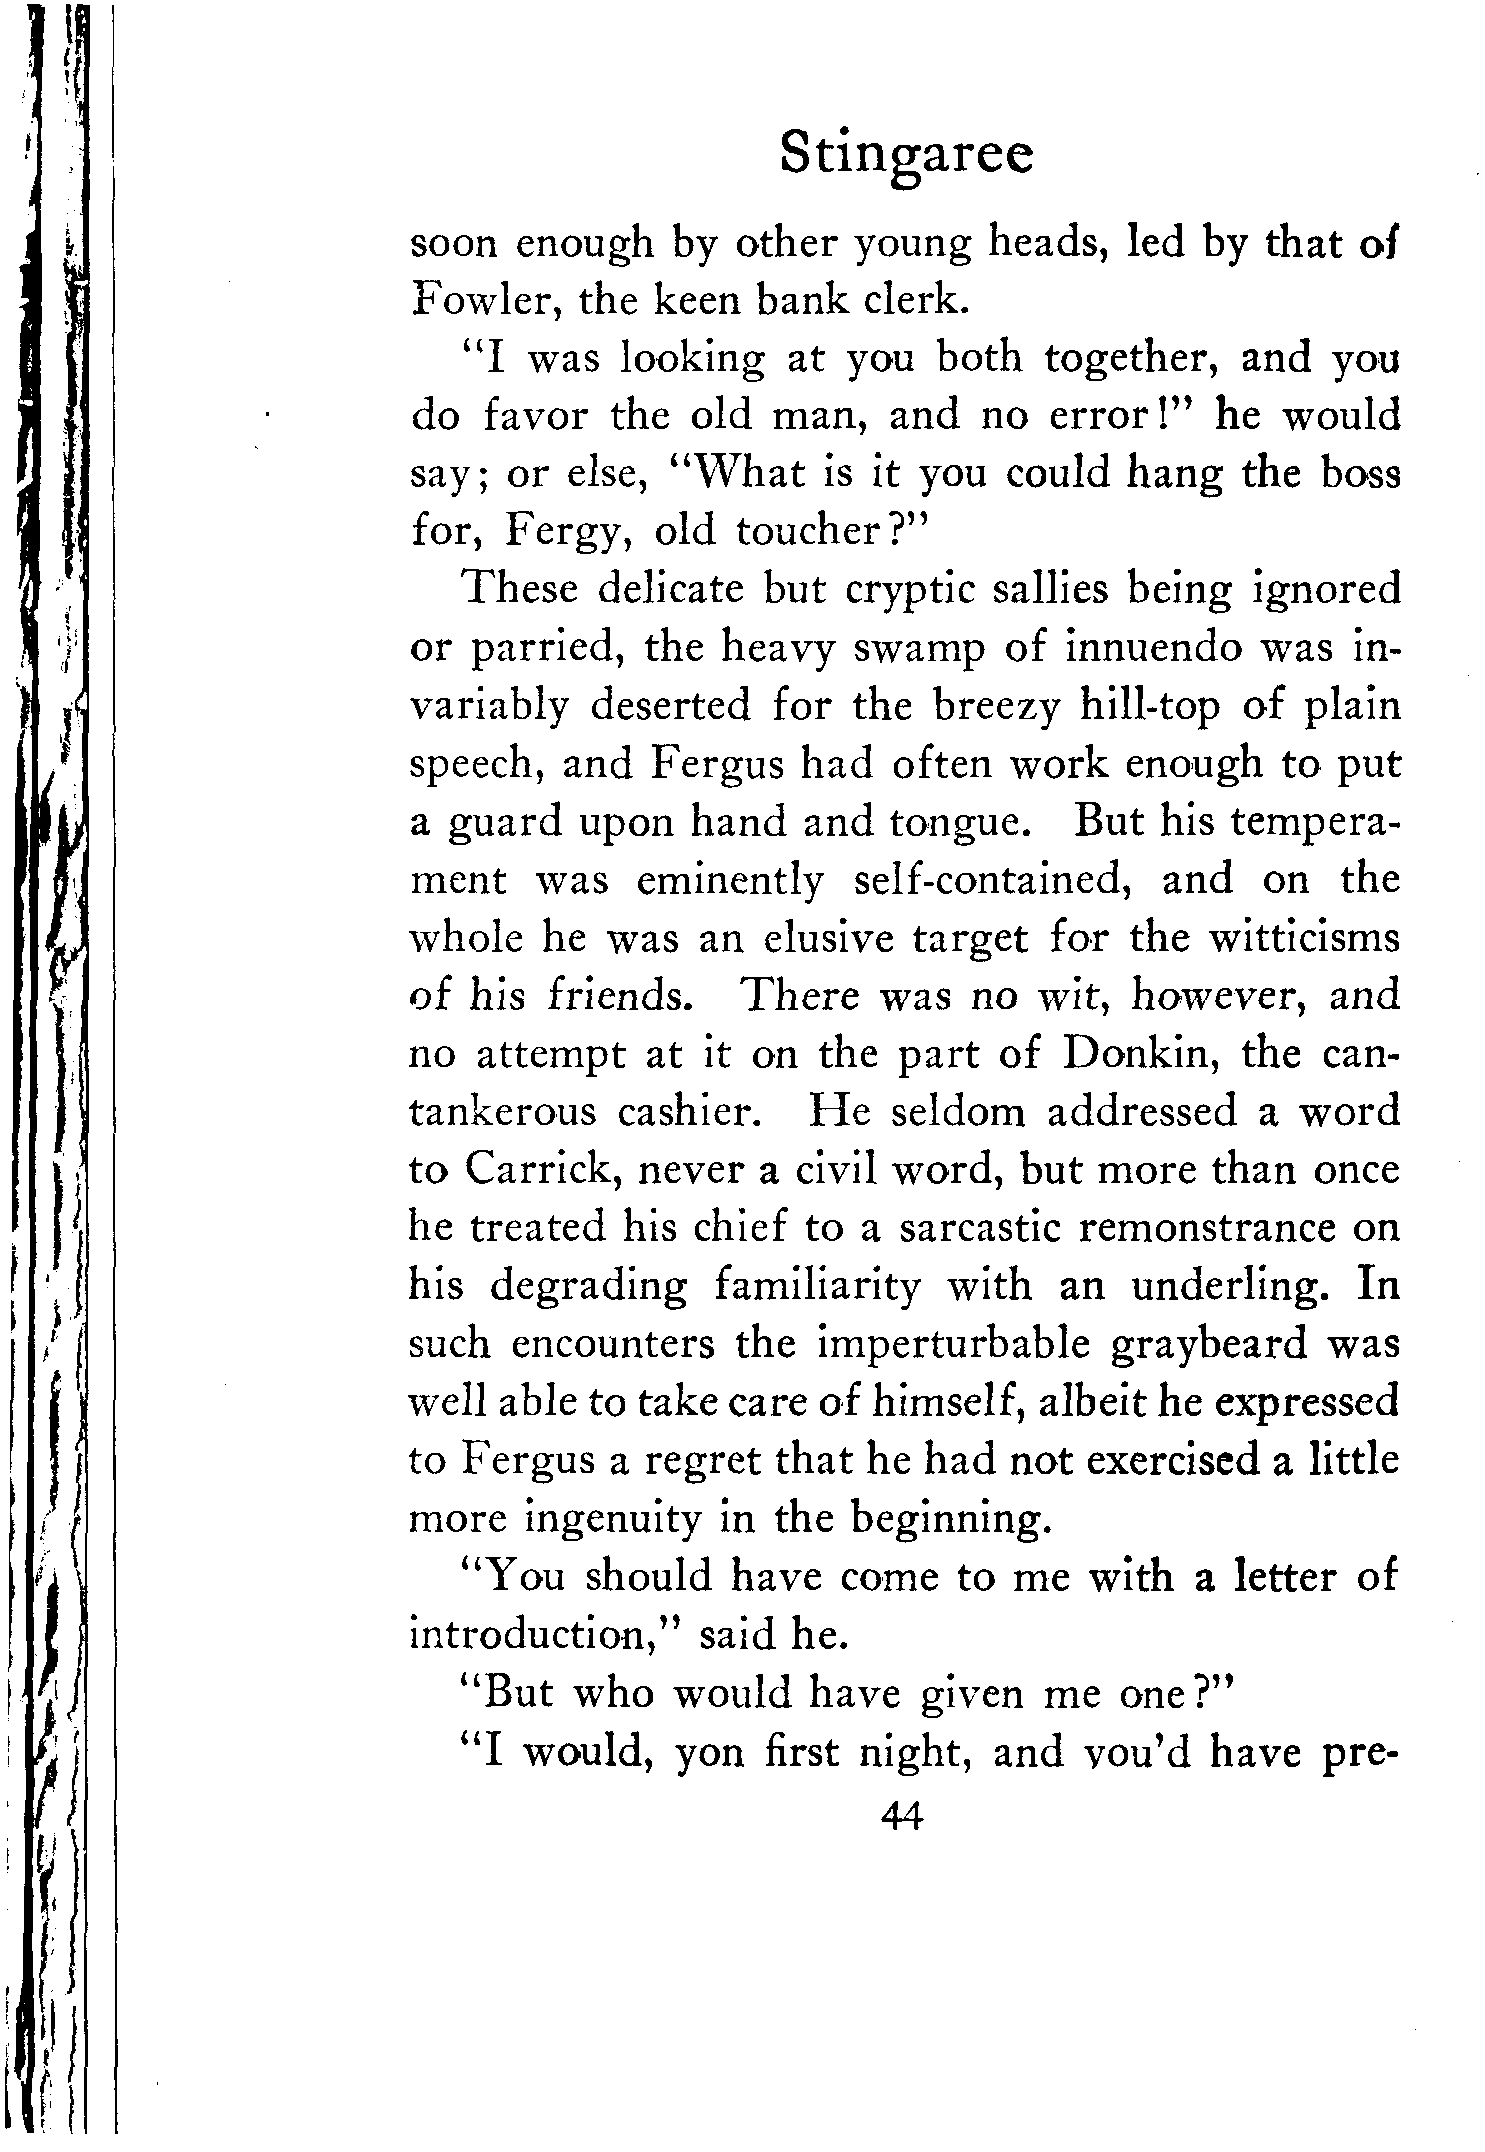 Stingaree
soon enough by other young heads, led by that of
Fowler, the keen bank clerk.
"I was looking at you both together, and you
do favor the old man, and no error!" he would
say; or else, "What is it you could hang the boss
for, Fergy, old toucher?"
These delicate but cryptic sallies being ignored
or parried, the heavy swamp of innuendo was in-
variably deserted for the breezy hill-top of plain
speech, and Fergus had often work enough to put
a guard upon hand and tongue. But his tempera-
ment was eminently self-contained, and on the
whole he was an elusive target for the witticisms
of his friends. There was no wit, however, and
no attempt at it on the part of Donkin, the can-
tankerous cashier. He seldom addressed a word
to Carrick, never a civil word, but more than once
he treated his chief to a sarcastic remonstrance on
his degrading familiarity with an underling. In
such encounters the imperturbable graybeard was
well able to take care of himself, albeit he expressed
to Fergus a regret that he had not exercised a little
more ingenuity in the beginning.
"You should have come to me with a letter of
introduction," said he.
"But who would have given me one?"
"I would, yon first night, and you'd have pre-
44